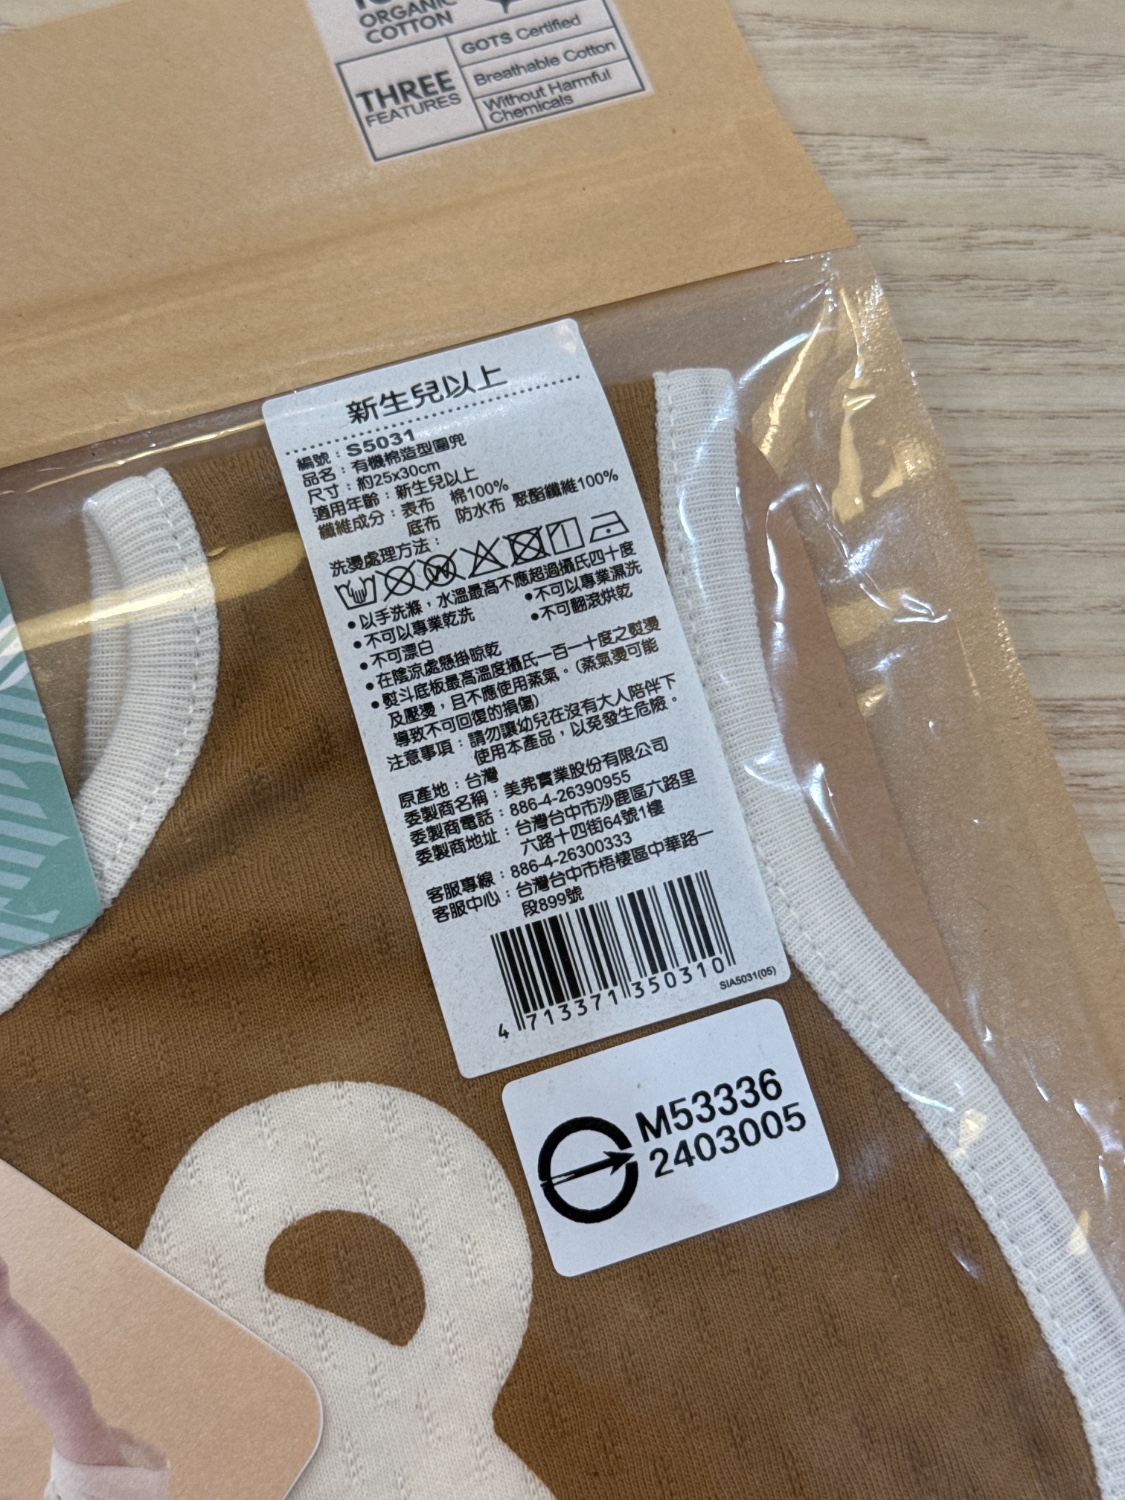 ORGANIC
COTTON
THREE
FEATURES
GOTS Certified
Breathable Cotton
Without Harmful
Chemicals
新生兒以上
編號：S5031
品名：有機棉造型圍兜
尺寸：約25x30cm
適用年齡：新生兒以上
纖維成分：表布 棉100%
底布 防水布 聚酯纖維100%
洗燙處理方法：
W
•以手洗滌，水溫最高不應超過攝氏四十度
•不可以專業乾洗 •不可以專業濕洗
•不可漂白 •不可翻滾烘乾
•在陰涼處懸掛晾乾
•熨斗底板最高溫度攝氏一百一十度之熨燙
及壓燙，且不應使用蒸氣。（蒸氣燙可能
導致不可回復的損傷）
注意事項：請勿讓幼兒在沒有大人陪伴下
使用本產品，以免發生危險。
原產地：台灣
委製商名稱：美弗實業股份有限公司
委製商電話：886-4-26390955
委製商地址：台灣台中市沙鹿區六路里
六路十四街64號1樓
客服專線：886-4-26300333
客服中心：台灣台中市梧棲區中華路一
段899號
4 713371 350310
SIA5031(05)
M53336
2403005